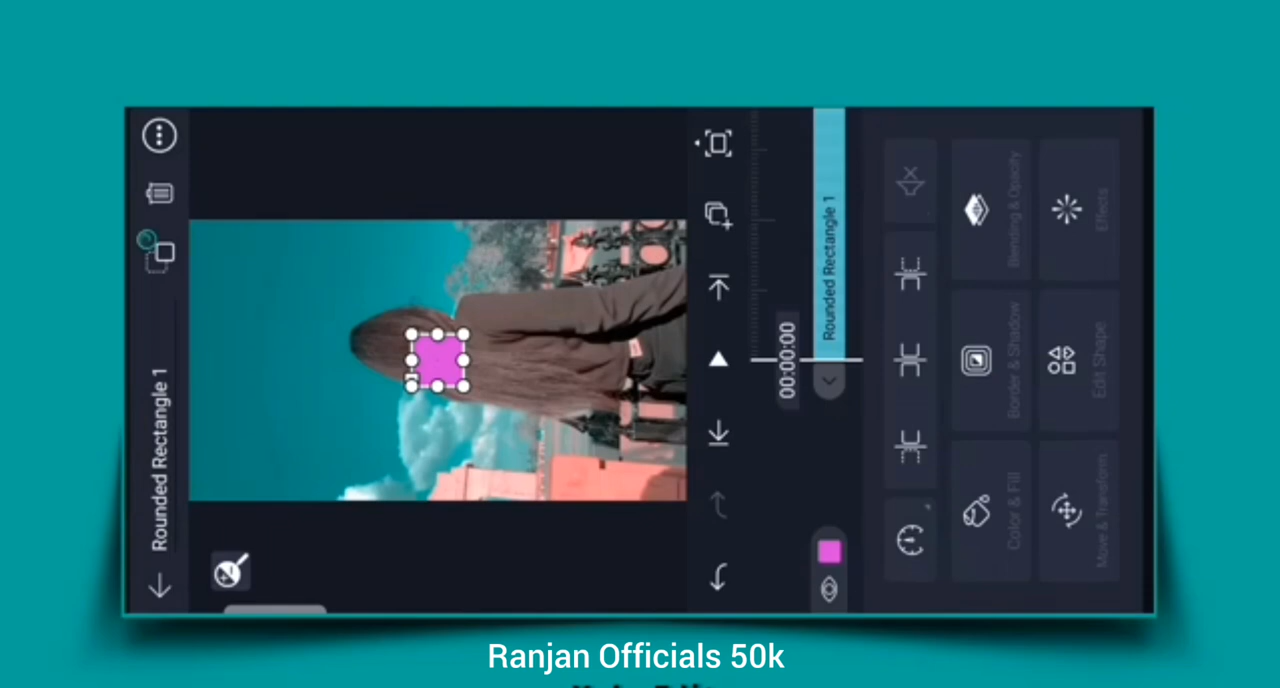 Rounded Rectangle 1
00:00:00
Rounded Rectangle 1
Blending & Opacity
Border & Shadow
Color & Fill
Effects
Edit Shape
Move & Transform
Ranjan Officials 50k